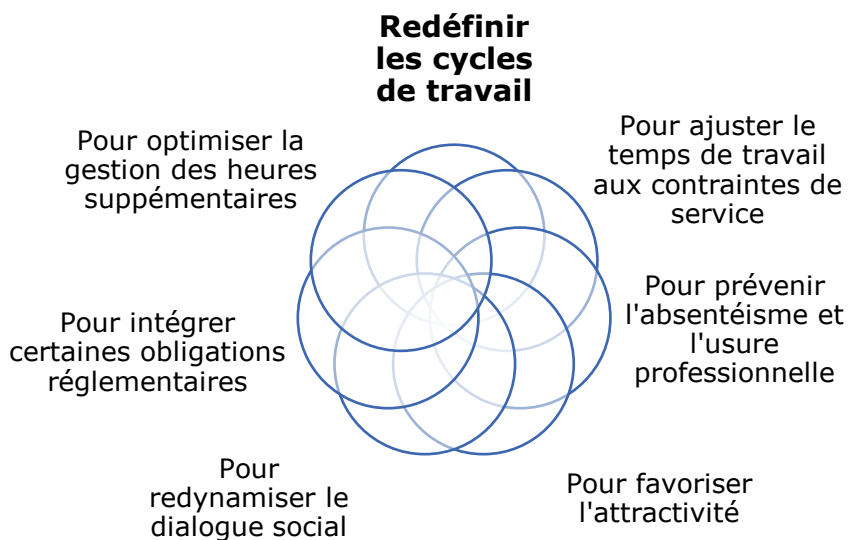 Redéfinir
les cycles
de travail
Pour ajuster le
temps de travail
aux contraintes de
service
Pour prévenir
l'absentéisme et
l'usure
professionnelle
Pour favoriser
l'attractivité
Pour
redynamiser le
dialogue social
Pour intégrer
certaines obligations
réglementaires
Pour optimiser la
gestion des heures
suppémentaires